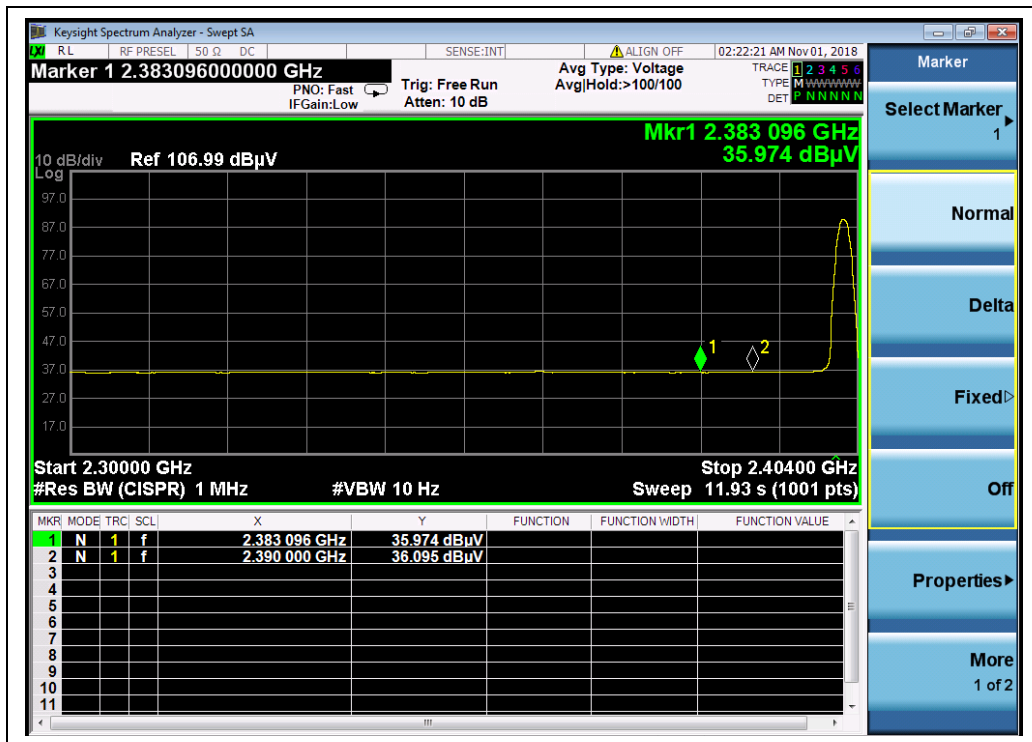 Keysight Spectrum Analyzer - Swept SA
LXI RL RF PRESEL 50 Ω DC SENSE:INT ALIGN OFF 02:22:21 AM Nov 01, 2018
Marker 1 2.383096000000 GHz
PNO: Fast
IFGain:Low
Trig: Free Run
Atten: 10 dB
Avg Type: Voltage
Avg|Hold:>100/100
TRACE 1 2 3 4 5 6
TYPE M W W W W W
DET P N N N N N
Mkr1 2.383 096 GHz
35.974 dBµV
10 dB/div Ref 106.99 dBµV
Log
97.0
87.0
77.0
67.0
57.0
47.0
37.0
27.0
17.0
1
2
Start 2.30000 GHz Stop 2.40400 GHz
#Res BW (CISPR) 1 MHz #VBW 10 Hz Sweep 11.93 s (1001 pts)
MKR MODE TRC SCL X Y FUNCTION FUNCTION WIDTH FUNCTION VALUE
1 N 1 f 2.383 096 GHz 35.974 dBµV
2 N 1 f 2.390 000 GHz 36.095 dBµV
3
4
5
6
7
8
9
10
11
Marker
Select Marker
1
Normal
Delta
Fixed
Off
Properties
More
1 of 2